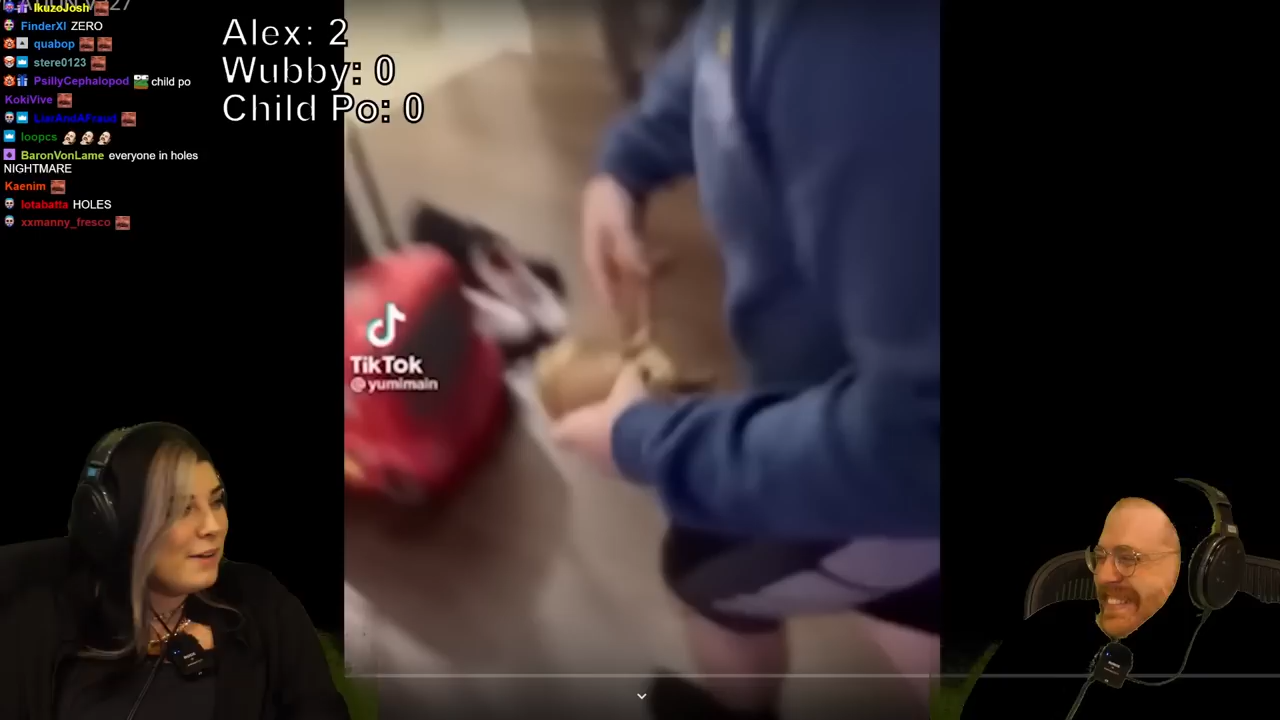 IkuzoJosh
FinderXI ZERO
quabop
stere0123
PsillyCephalopod child po
KokiVive
LiarAndAFraud
loopcs
BaronVonLame everyone in holes
NIGHTMARE
Kaenim
lotabatta HOLES
xxmanny_fresco
Alex: 2
Wubby: 0
Child Po: 0
TikTok
@yumimain